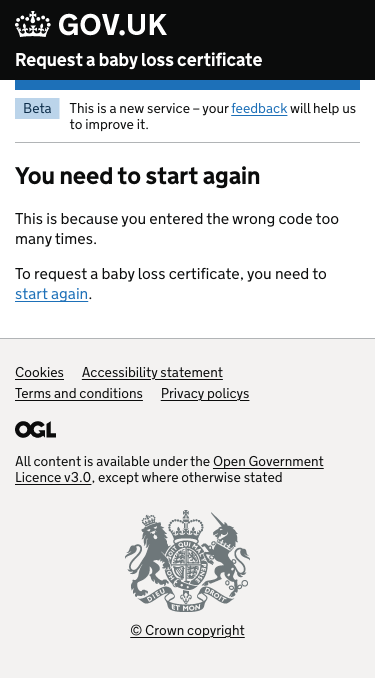 GOV.UK
Request a baby loss certificate
Beta
This is a new service – your feedback will help us
to improve it.
You need to start again
This is because you entered the wrong code too
many times.
To request a baby loss certificate, you need to
start again.
Cookies Accessibility statement
Terms and conditions Privacy policys
OGL
All content is available under the Open Government
Licence v3.0, except where otherwise stated
DIEU ET MON DROIT
© Crown copyright